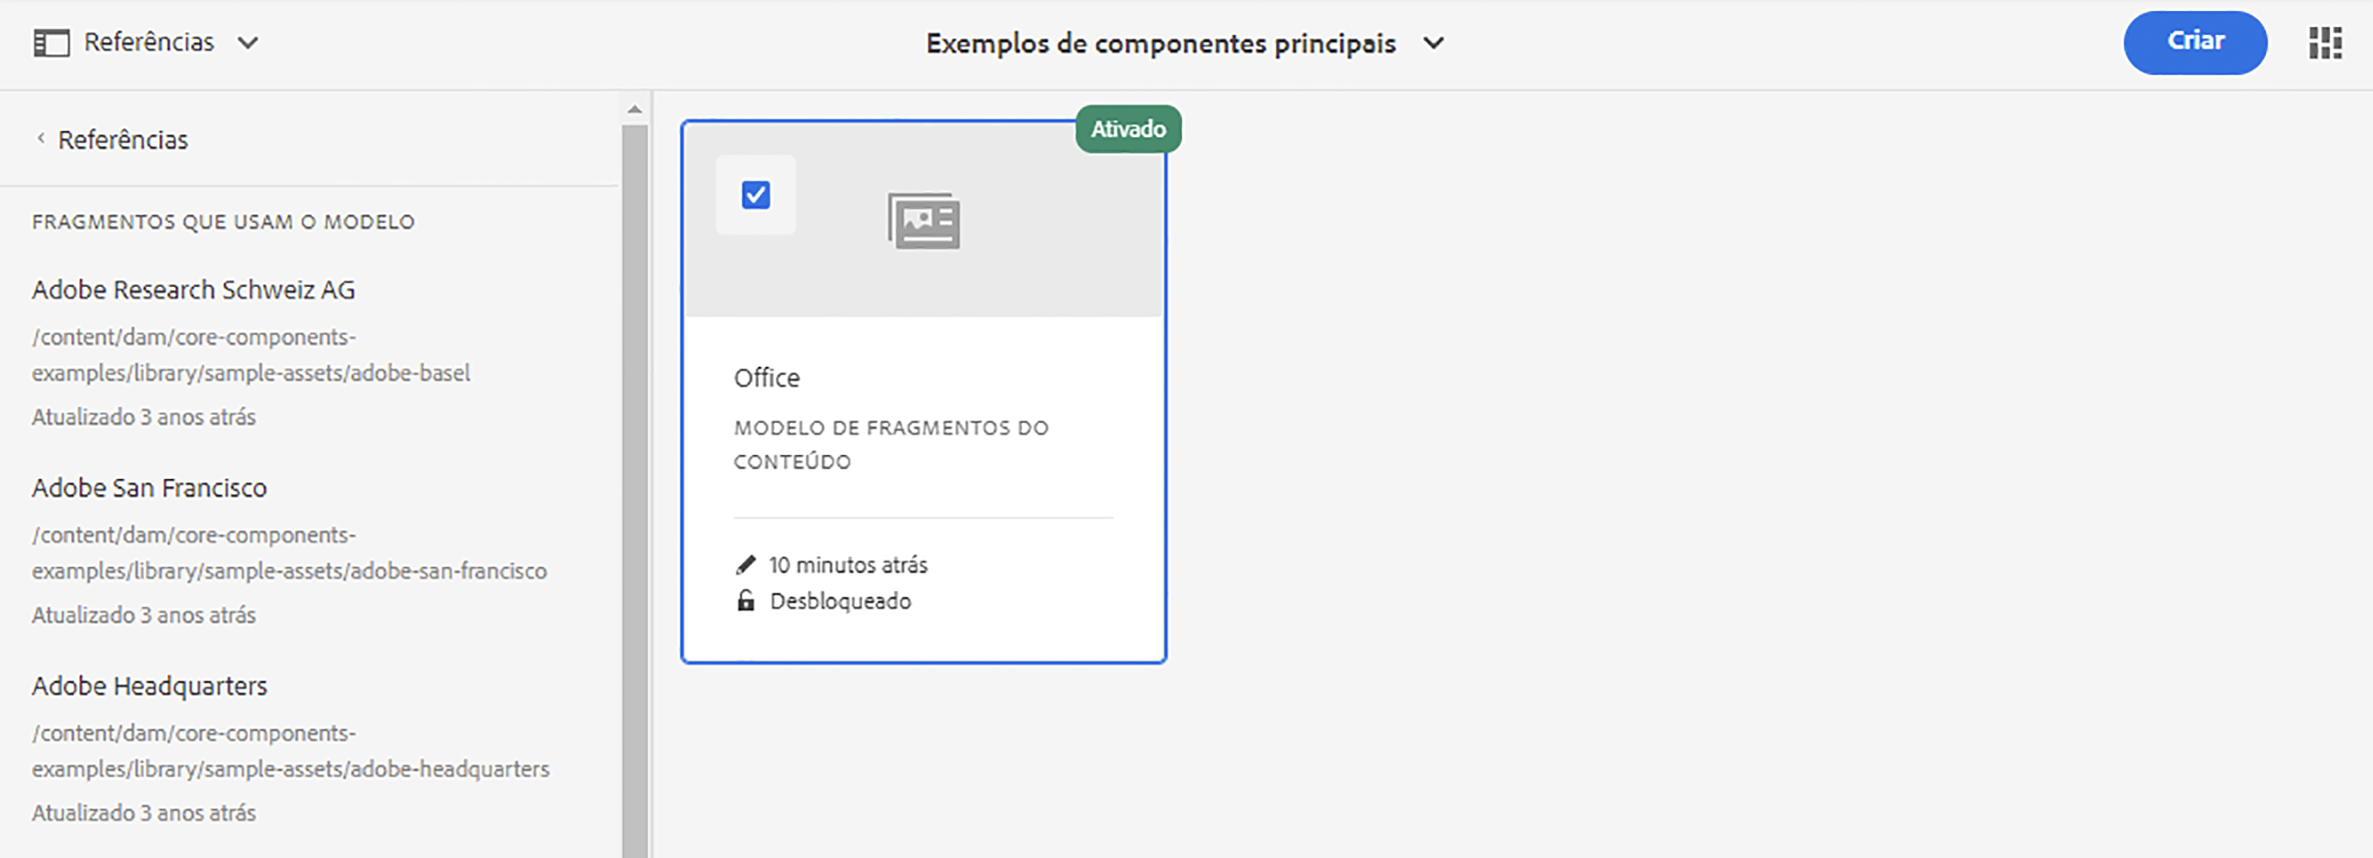 Referências
Exemplos de componentes principais
Criar
Referências
FRAGMENTOS QUE USAM O MODELO
Adobe Research Schweiz AG
/content/dam/core-components-
examples/library/sample-assets/adobe-basel
Atualizado 3 anos atrás
Adobe San Francisco
/content/dam/core-components-
examples/library/sample-assets/adobe-san-francisco
Atualizado 3 anos atrás
Adobe Headquarters
/content/dam/core-components-
examples/library/sample-assets/adobe-headquarters
Atualizado 3 anos atrás
Ativado
Office
MODELO DE FRAGMENTOS DO
CONTEÚDO
10 minutos atrás
Desbloqueado